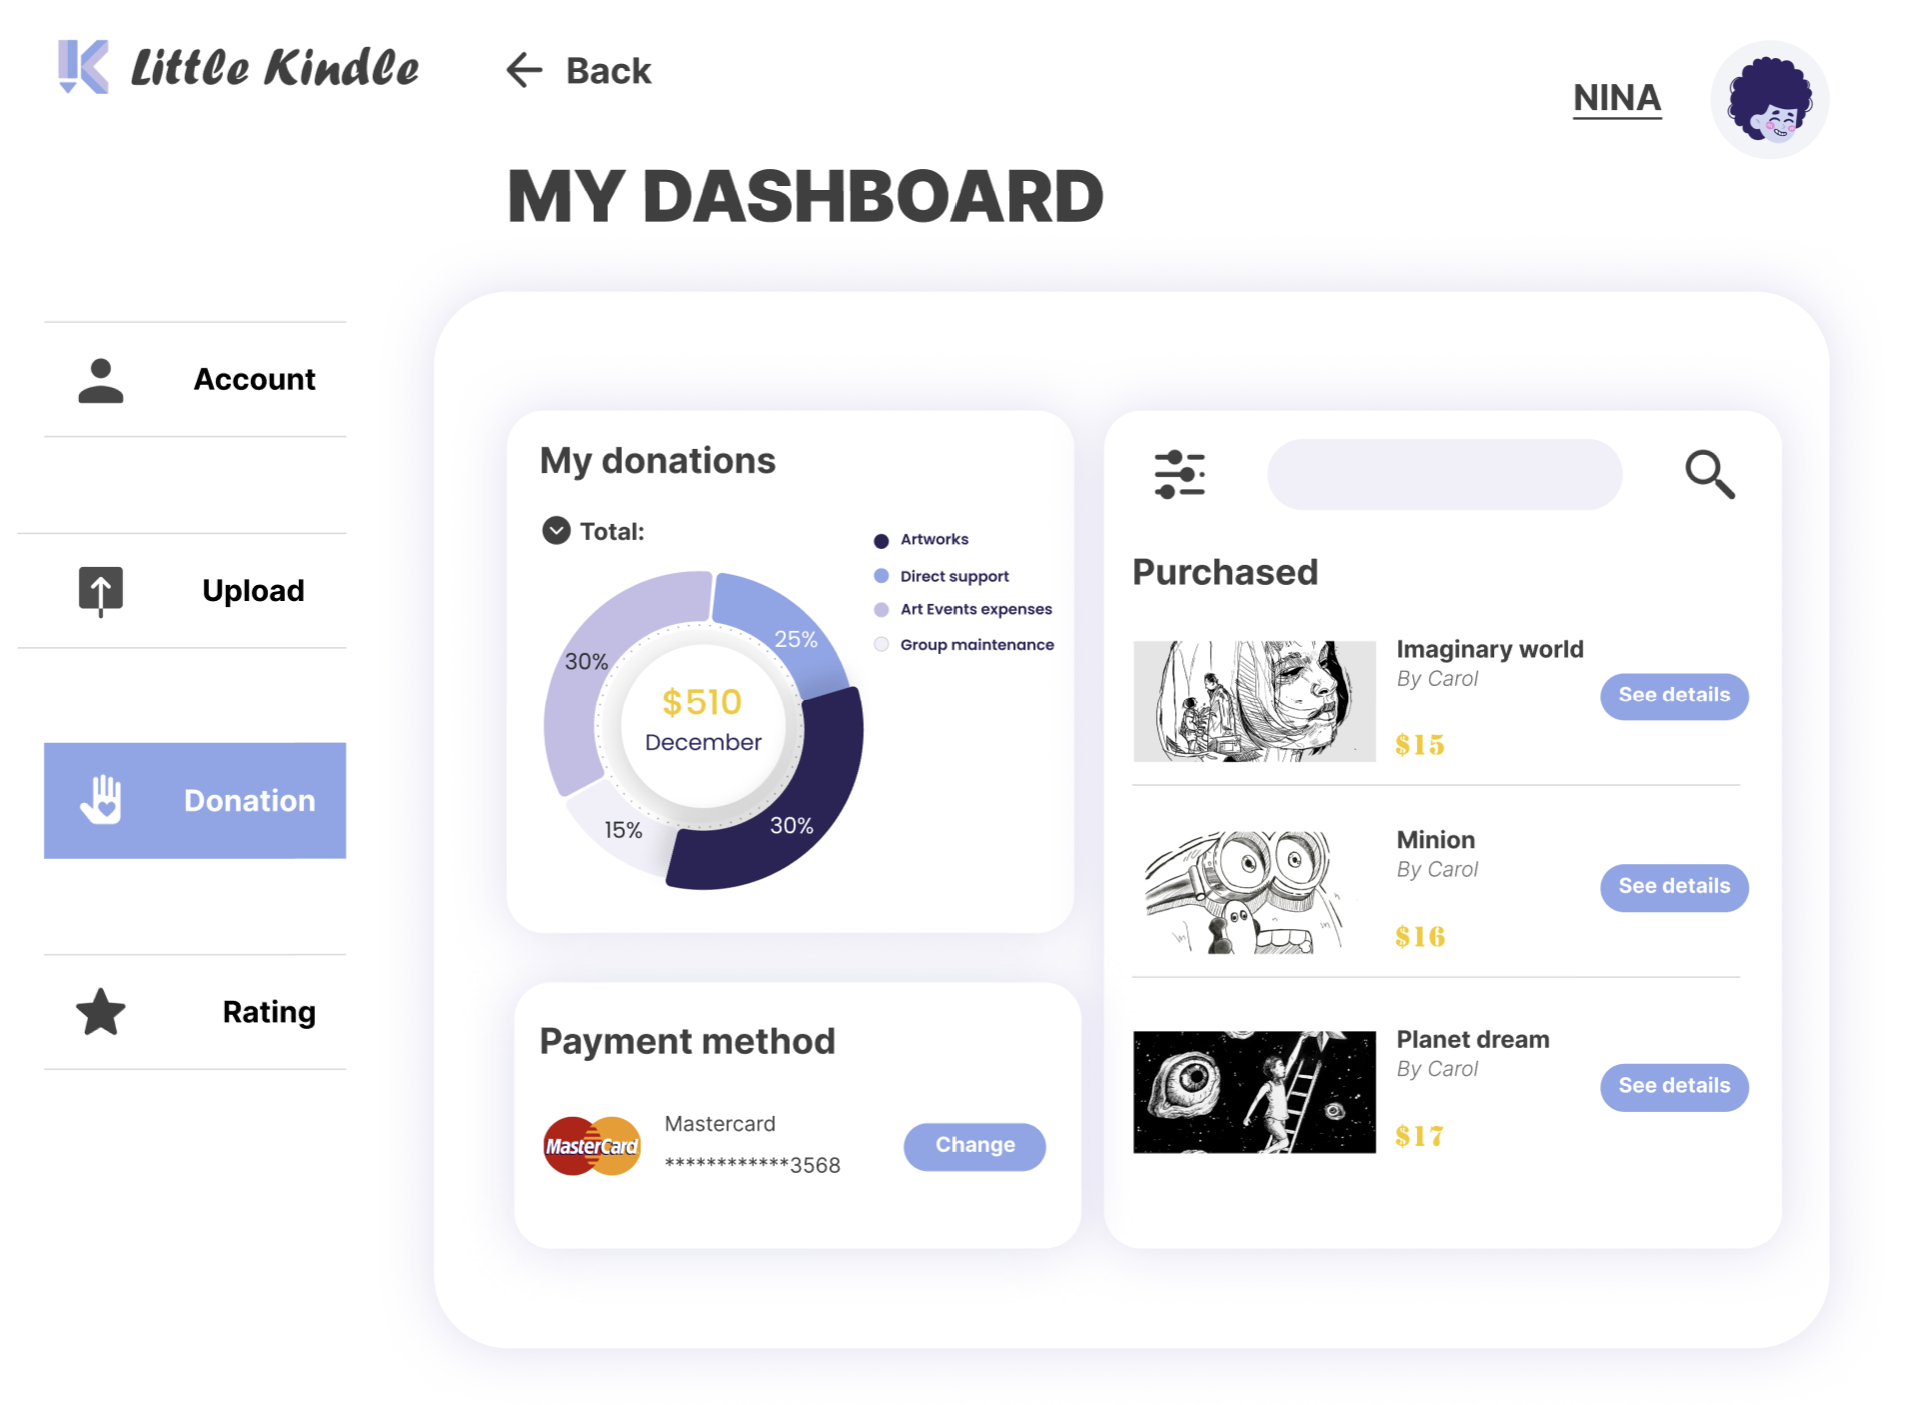 Little Kindle
Back
NINA
MY DASHBOARD
Account
Upload
Donation
Rating
My donations
Total:
Artworks
Direct support
Art Events expenses
Group maintenance
25%
30%
$510
December
30%
15%
Payment method
MasterCard
Mastercard
************3568
Change
Purchased
Imaginary world
By Carol
See details
$15
Minion
By Carol
See details
$16
Planet dream
By Carol
See details
$17